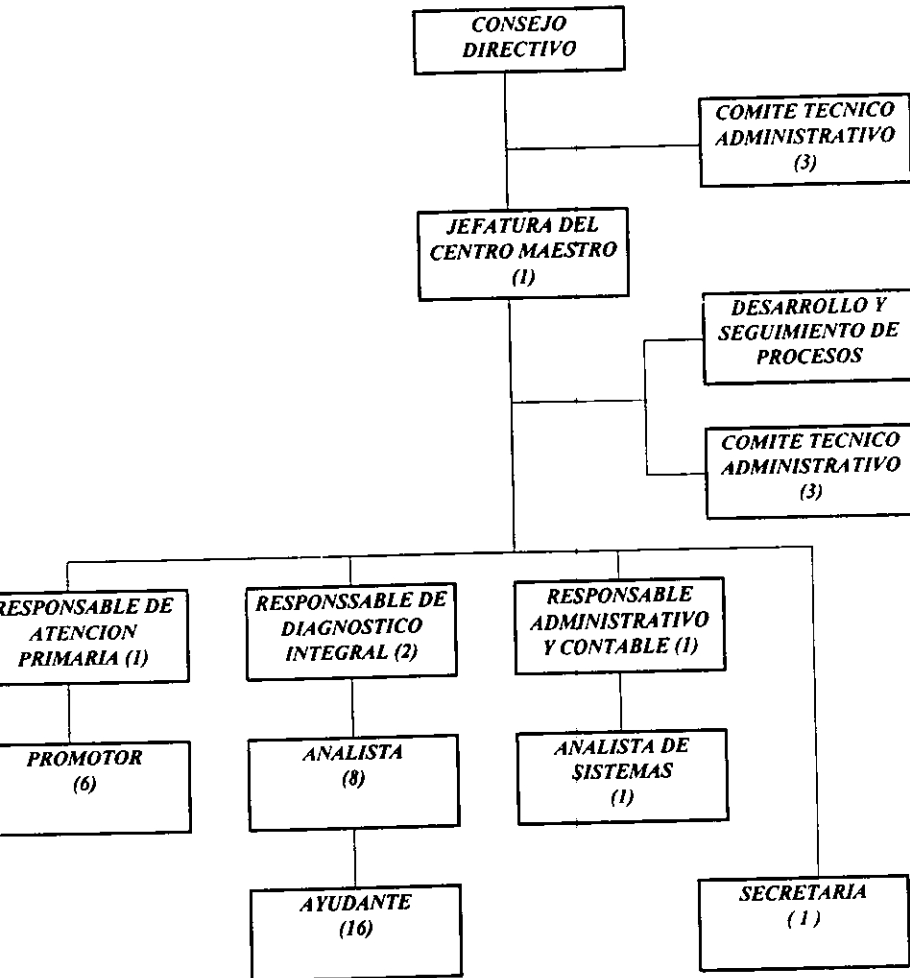 CONSEJO
DIRECTIVO
COMITE TECNICO
ADMINISTRATIVO
(3)
JEFATURA DEL
CENTRO MAESTRO
(1)
DESARROLLO Y
SEGUIMIENTO DE
PROCESOS
COMITE TECNICO
ADMINISTRATIVO
(3)
RESPONSABLE DE
ATENCION
PRIMARIA (1)
RESPONSSABLE DE
DIAGNOSTICO
INTEGRAL (2)
RESPONSABLE
ADMINISTRATIVO
Y CONTABLE (1)
PROMOTOR
(6)
ANALISTA
(8)
ANALISTA DE
SISTEMAS
(1)
AYUDANTE
(16)
SECRETARIA
( 1 )